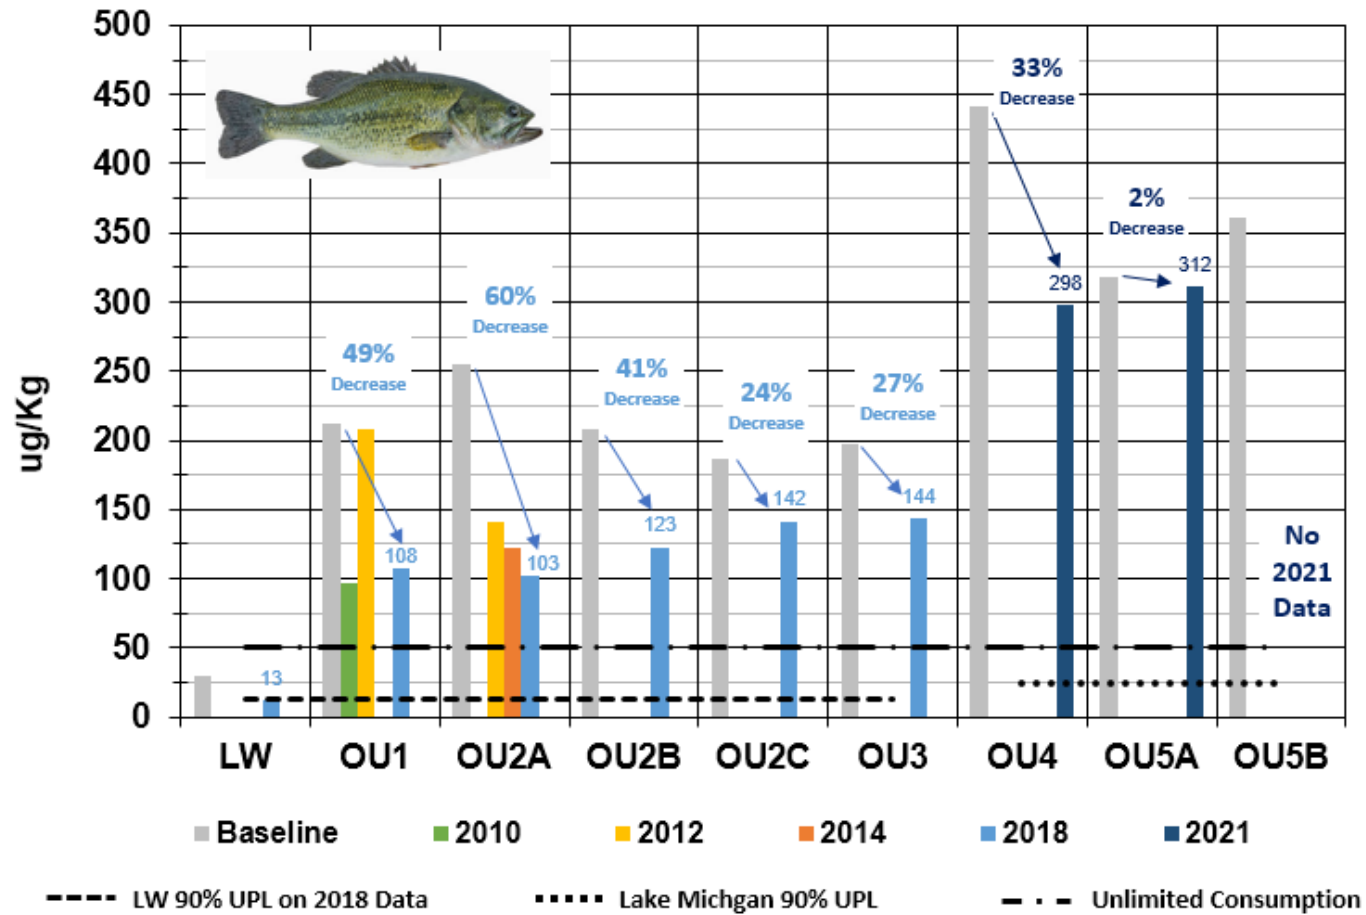 500
450
400
350
300
250
200
150
100
50
0
ug/Kg
49%
Decrease
60%
Decrease
41%
Decrease
24%
Decrease
27%
Decrease
33%
Decrease
2%
Decrease
13
108
103
123
142
144
298
312
No
2021
Data
LW OU1 OU2A OU2B OU2C OU3 OU4 OU5A OU5B
Baseline 2010 2012 2014 2018 2021
LW 90% UPL on 2018 Data Lake Michgan 90% UPL Unlimited Consumption